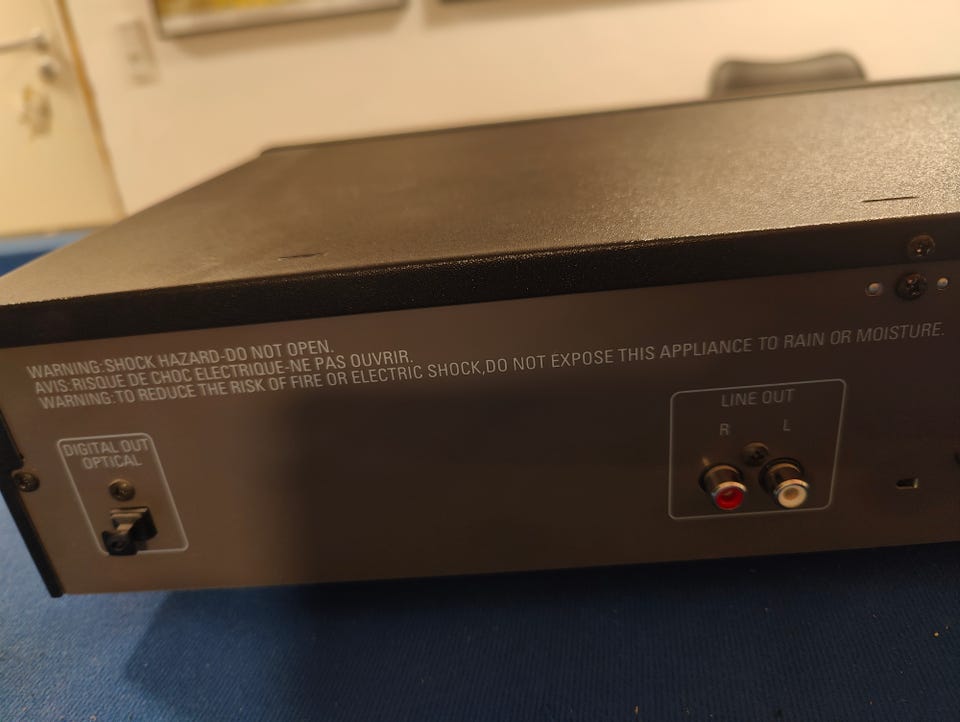 WARNING:SHOCK HAZARD-DO NOT OPEN.
AVIS:RISQUE DE CHOC ELECTRIQUE-NE PAS OUVRIR.
WARNING:TO REDUCE THE RISK OF FIRE OR ELECTRIC SHOCK,DO NOT EXPOSE THIS APPLIANCE TO RAIN OR MOISTURE.
DIGITAL OUT
OPTICAL
LINE OUT
R L